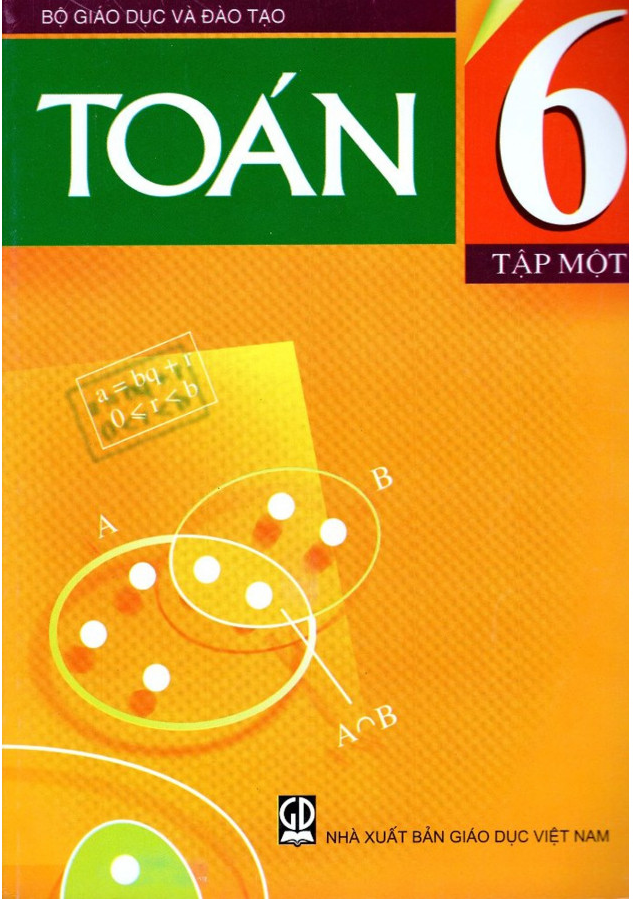 BỘ GIÁO DỤC VÀ ĐÀO TẠO
TOÁN
6
TẬP MỘT
a = bq + r
0 ⩽ r < b
B
A
A∩B
GD
NHÀ XUẤT BẢN GIÁO DỤC VIỆT NAM